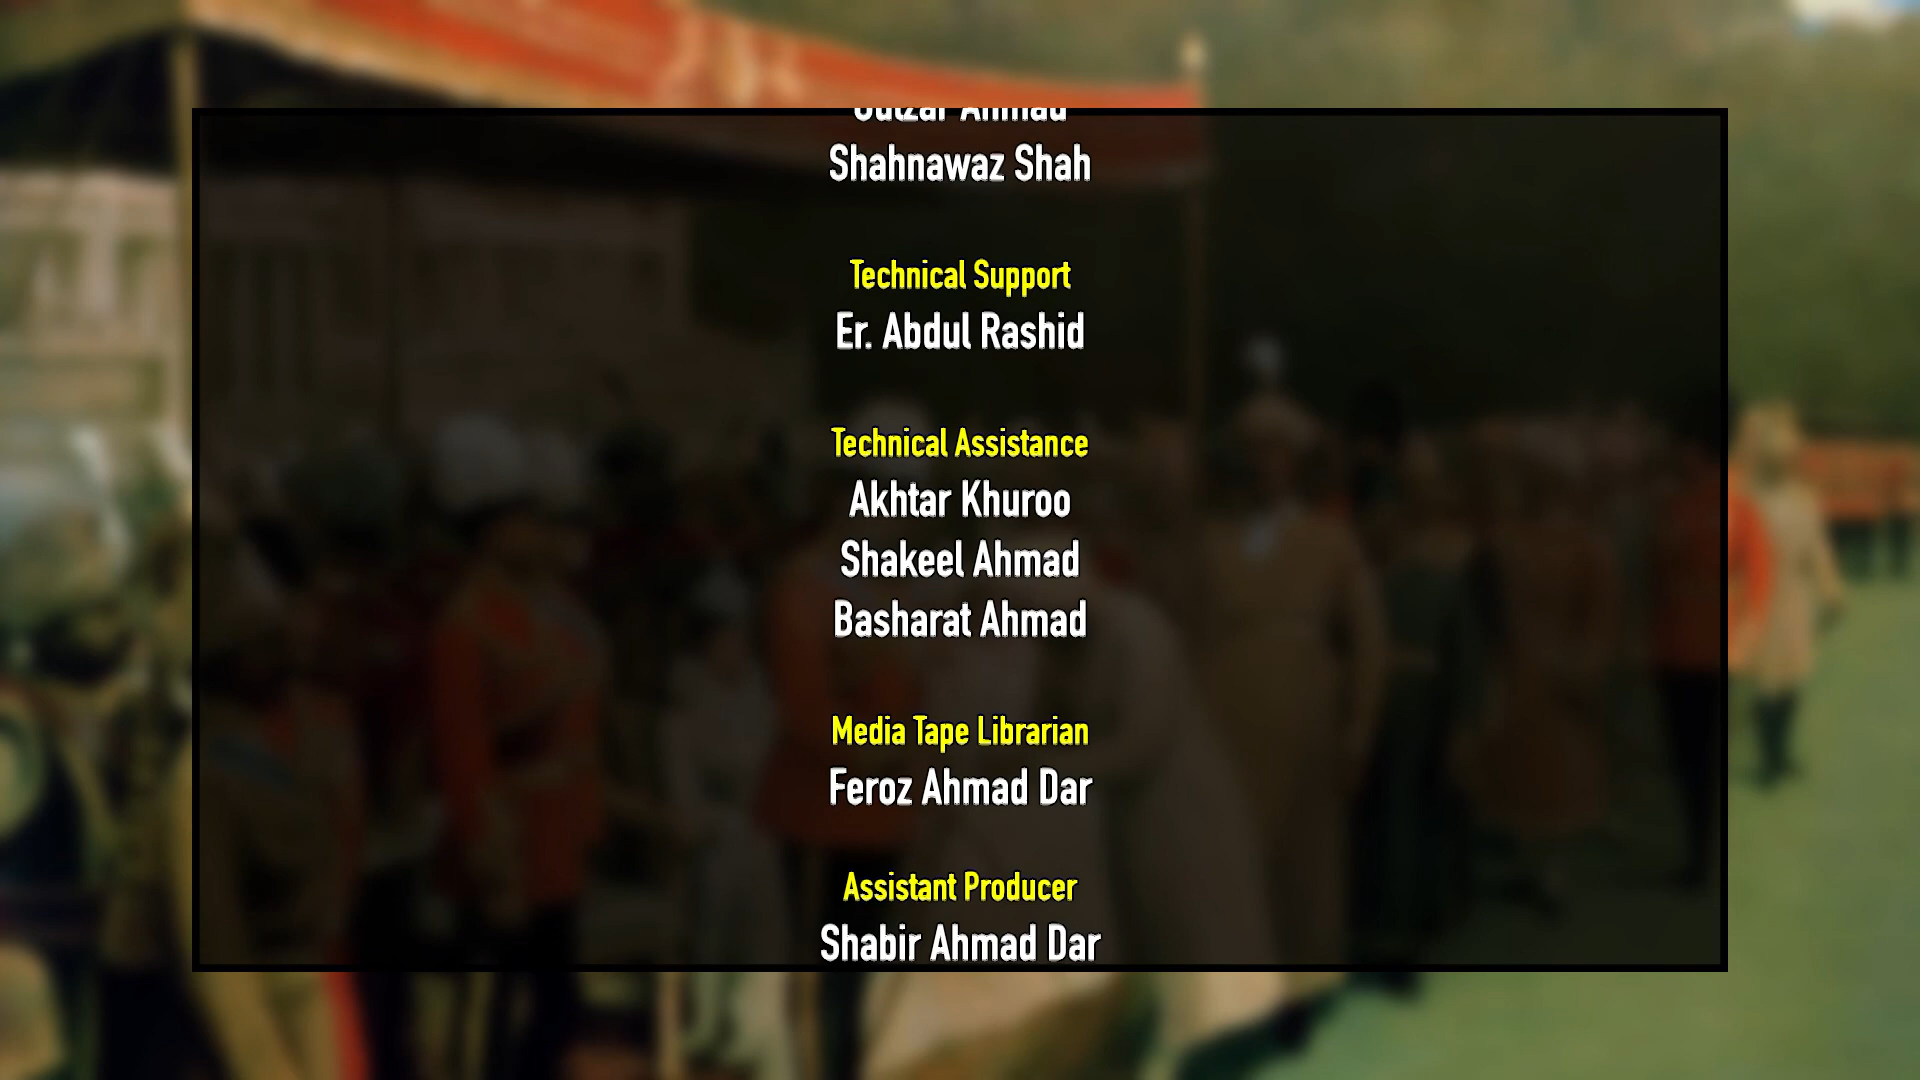 Ahmad
Shahnawaz Shah
Technical Support
Er. Abdul Rashid
Technical Assistance
Akhtar Khuroo
Shakeel Ahmad
Basharat Ahmad
Media Tape Librarian
Feroz Ahmad Dar
Assistant Producer
Shabir Ahmad Dar